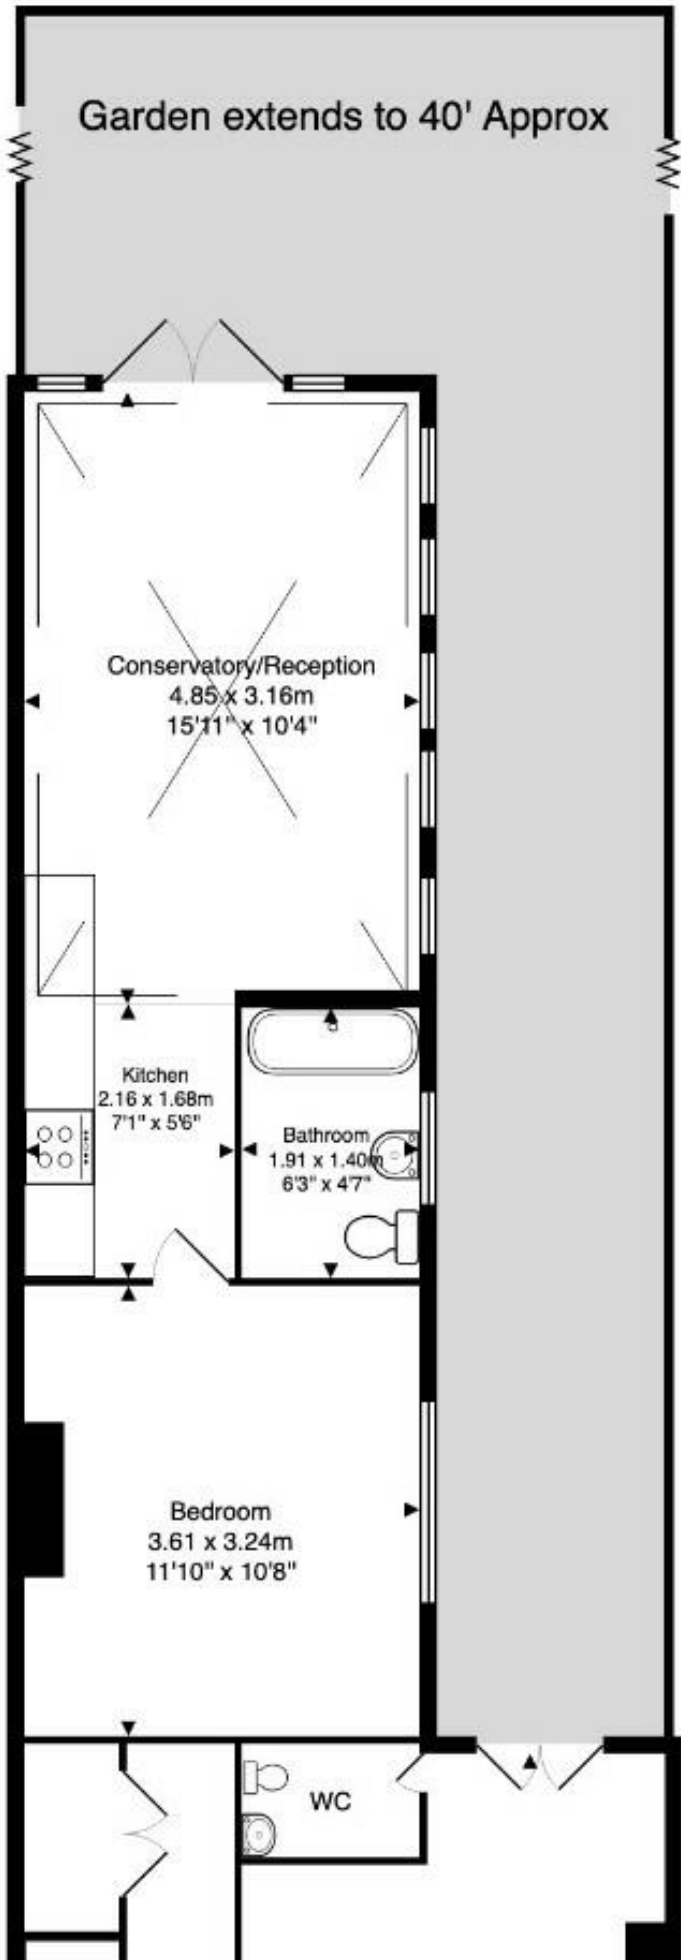 Garden extends to 40' Approx
Conservatory/Reception
4.85 x 3.16m
15'11" x 10'4"
Kitchen
2.16 x 1.68m
7'1" x 5'6"
Bathroom
1.91 x 1.40m
6'3" x 4'7"
Bedroom
3.61 x 3.24m
11'10" x 10'8"
WC